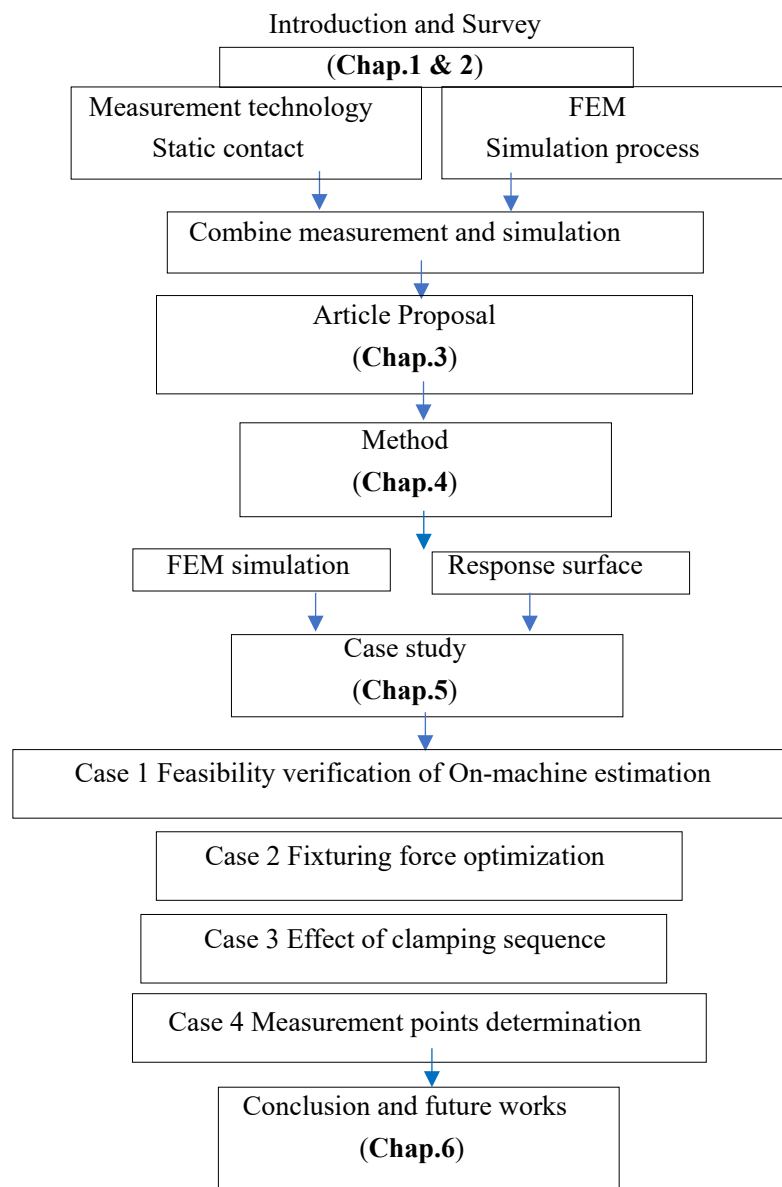 Introduction and Survey
(Chap.1 & 2)
Measurement technology
Static contact
FEM
Simulation process
Combine measurement and simulation
Article Proposal
(Chap.3)
Method
(Chap.4)
FEM simulation
Response surface
Case study
(Chap.5)
Case 1 Feasibility verification of On-machine estimation
Case 2 Fixturing force optimization
Case 3 Effect of clamping sequence
Case 4 Measurement points determination
Conclusion and future works
(Chap.6)